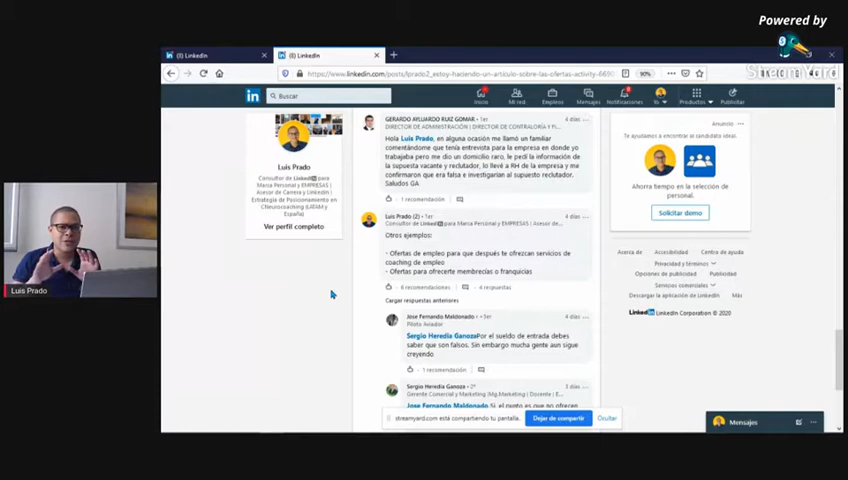 Powered by
StreamYard
(8) LinkedIn
(8) LinkedIn
https://www.linkedin.com/posts/lprado2_estoy-haciendo-un-articulo-sobre-las-ofertas-activity-669
90%
in
Buscar
Inicio
Mi red
Empleos
Mensajes
Notificaciones
Yo
Productos
Publicitar
Luis Prado
Consultor de LinkedIn para
Marca Personal y EMPRESAS |
Asesor de Carrera y LinkedIn |
Estrategia de Posicionamiento en
(LATAM y
España)
Ver perfil completo
GERARDO AYLUARDO RUIZ GOMAR • 1er
4 días
DIRECTOR DE ADMINISTRACIÓN | DIRECTOR DE CONTRALORÍA Y FI...
Hola Luis Prado, en alguna ocasión me llamó un familiar
comentándome que tenía entrevista para la empresa en donde yo
trabajaba pero me dio un domicilio raro, le pedí la información de
la supuesta vacante y reclutador, lo llevé a RH de la empresa y me
confirmaron que era falsa e investigarían al supuesto reclutador.
Saludos GA
1 recomendación
Luis Prado (2) • 1er
4 días
Consultor de LinkedIn para Marca Personal y EMPRESAS | Asesor de...
Otros ejemplos:
- Ofertas de empleo para que después te ofrezcan servicios de
coaching de empleo
- Ofertas para ofrecerte membrecías o franquicias
6 recomendaciones
4 respuestas
Cargar respuestas anteriores
Jose Fernando Maldonado •
4 días
Piloto Aviador
Sergio Heredia GanozaPor el sueldo de entrada debes
saber que son falsos. Sin embargo mucha gente aun sigue
creyendo
1 recomendación
Sergio Heredia Ganoza • 2º
3 días
Gerente Comercial y Marketing |Mg.Marketing | Docente | E...
Jose Fernando Maldonado Si, el punto es que no ofrecen
Anuncio
Te ayudamos a encontrar al candidato ideal.
Ahorra tiempo en la selección de
personal.
Solicitar demo
Acerca de
Accesibilidad
Centro de ayuda
Privacidad y términos
Opciones de publicidad
Publicidad
Servicios comerciales
Descargar la aplicación de LinkedIn
Más
LinkedIn LinkedIn Corporation © 2020
streamyard.com está compartiendo tu pantalla.
Dejar de compartir
Ocultar
Mensajes
Luis Prado